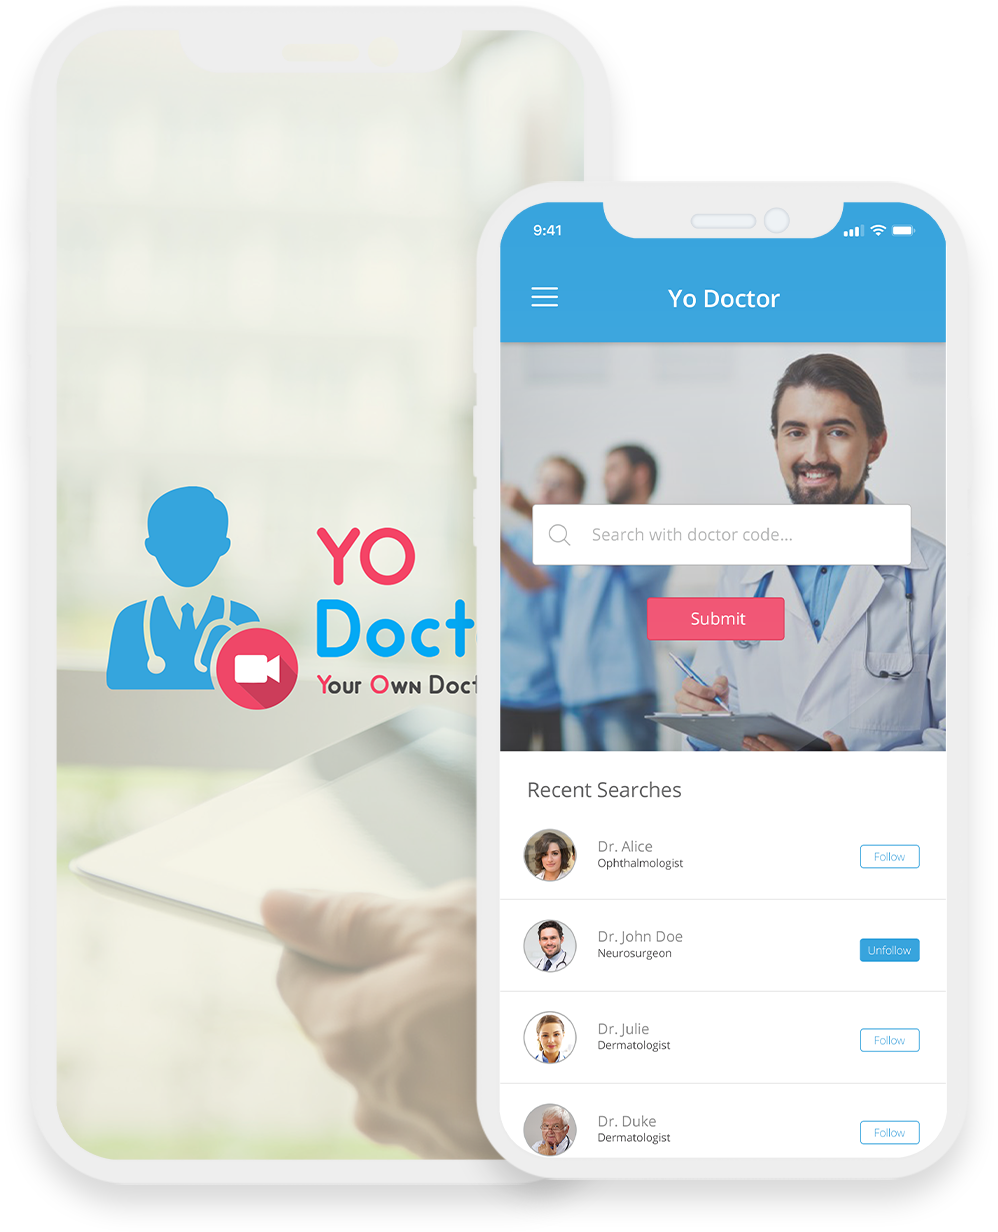 YO
Doct
Your Own Doct
9:41
Yo Doctor
Search with doctor code...
Submit
Recent Searches
Dr. Alice
Ophthalmologist
Follow
Dr. John Doe
Neurosurgeon
Unfollow
Dr. Julie
Dermatologist
Follow
Dr. Duke
Dermatologist
Follow